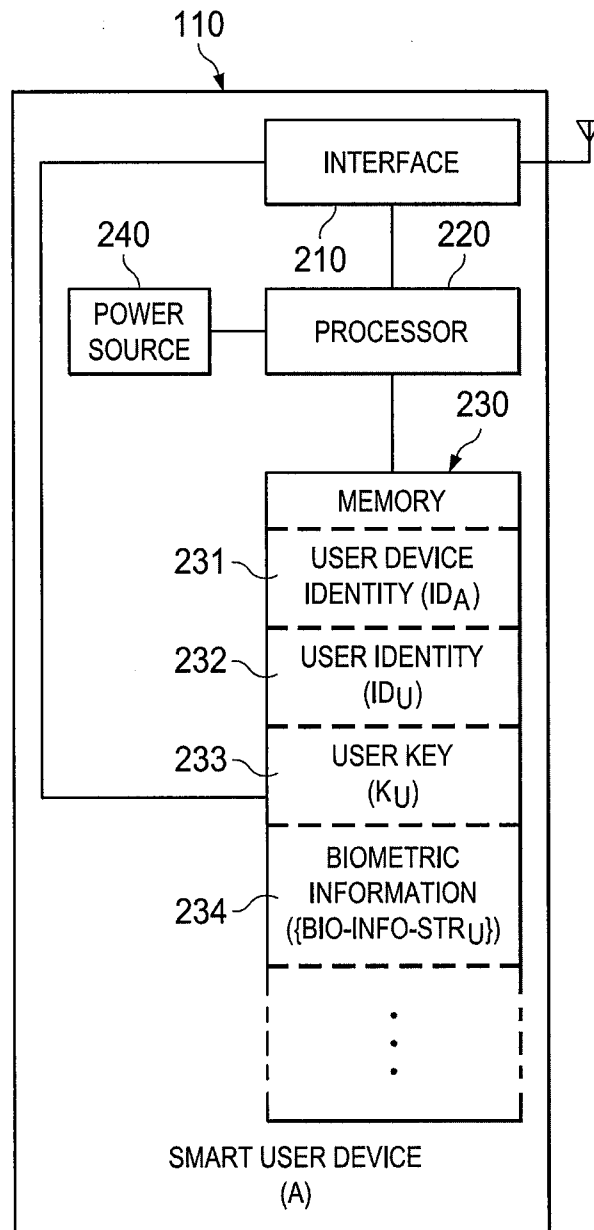 110
INTERFACE
240
210
220
POWER
SOURCE
PROCESSOR
230
MEMORY
231
USER DEVICE
IDENTITY (IDA)
232
USER IDENTITY
(IDU)
233
USER KEY
(KU)
234
BIOMETRIC
INFORMATION
({BIO-INFO-STRU})
SMART USER DEVICE
(A)